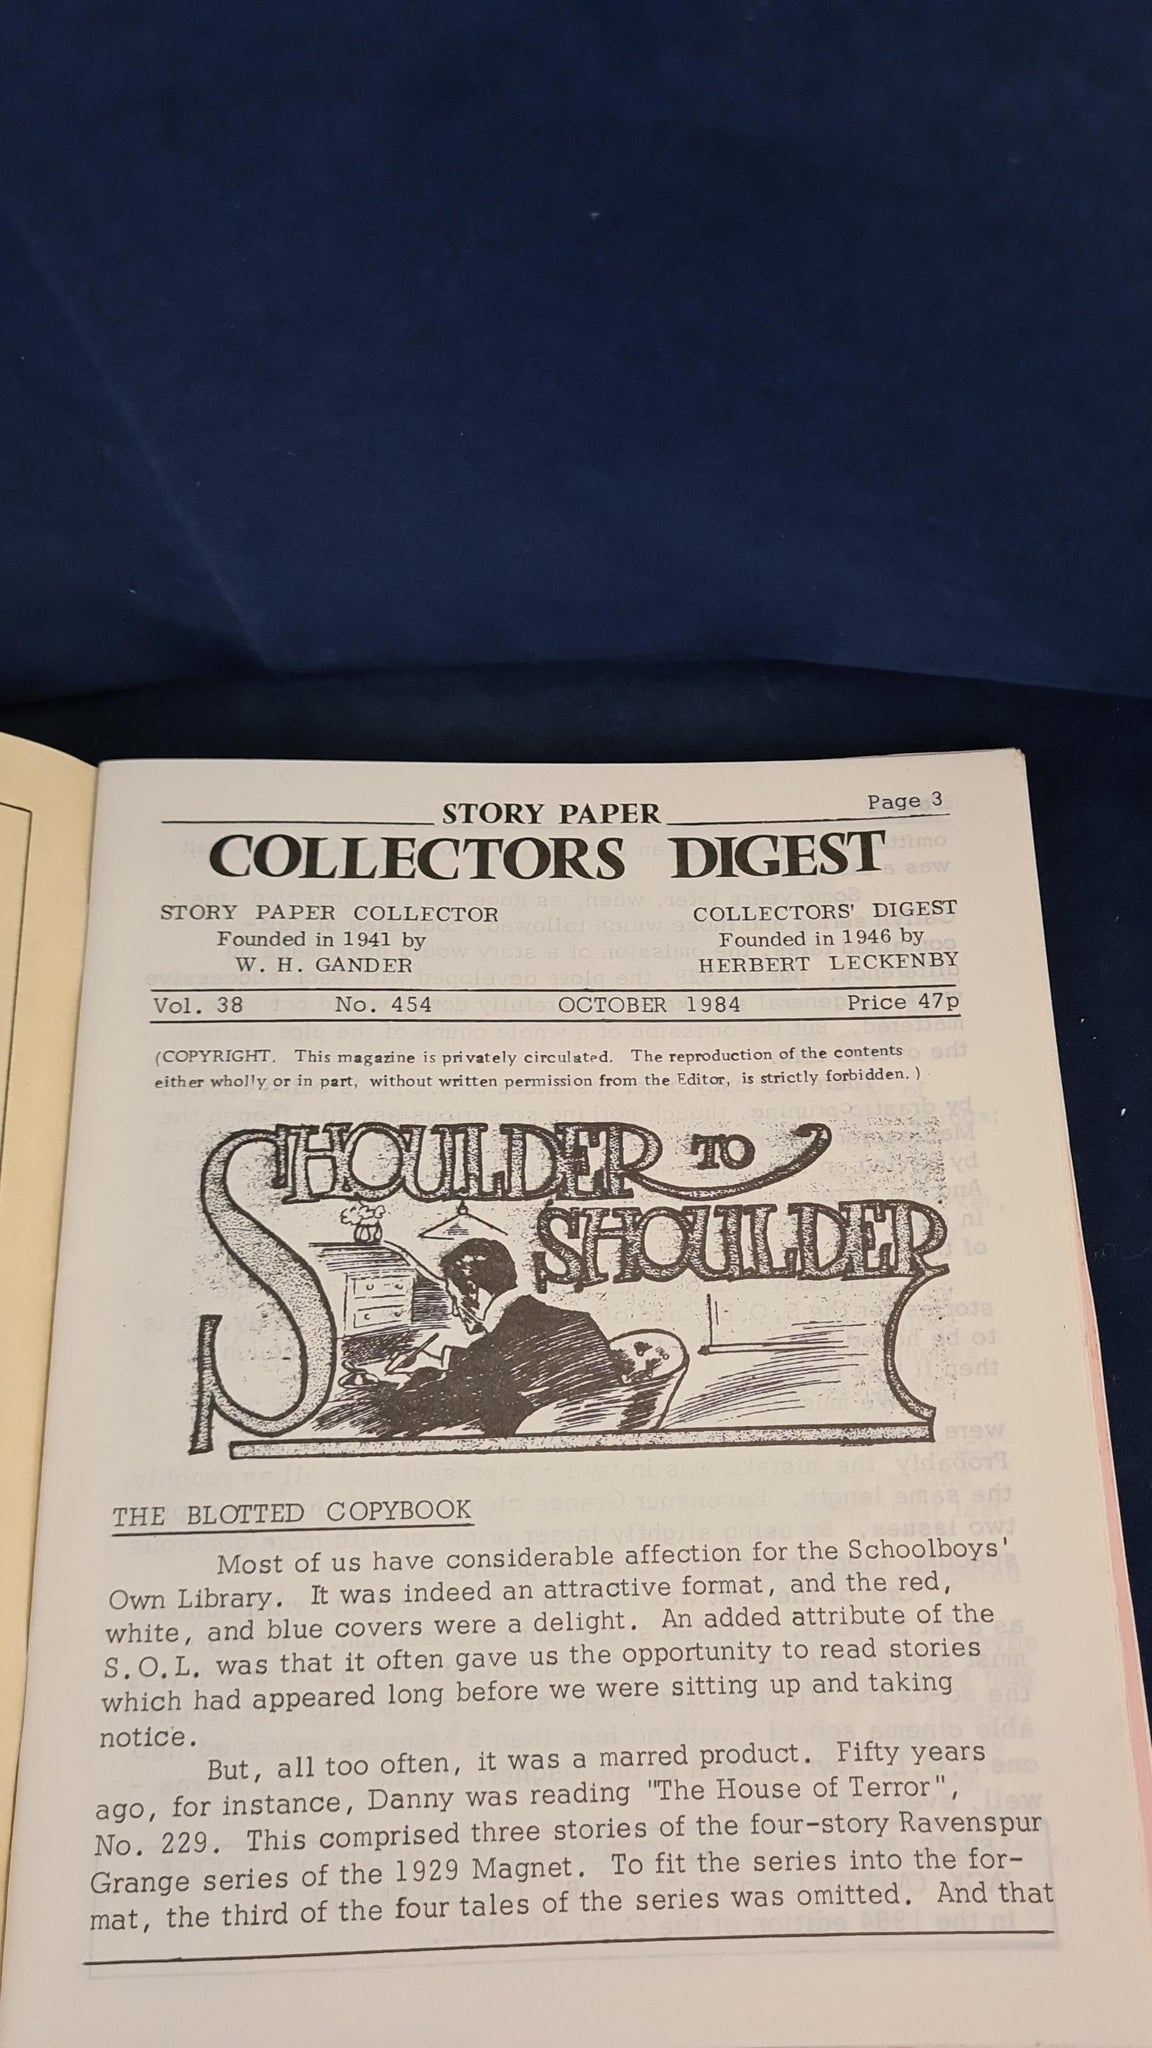 Page 3
STORY PAPER
COLLECTORS DIGEST
STORY PAPER COLLECTOR
Founded in 1941 by
W. H. GANDER
COLLECTORS' DIGEST
Founded in 1946 by
HERBERT LECKENBY
Vol. 38 No. 454 OCTOBER 1984 Price 47p
(COPYRIGHT. This magazine is privately circulated. The reproduction of the contents
either wholly or in part, without written permission from the Editor, is strictly forbidden.)
SHOULDER TO
SHOULDER
THE BLOTTED COPYBOOK
Most of us have considerable affection for the Schoolboys'
Own Library. It was indeed an attractive format, and the red,
white, and blue covers were a delight. An added attribute of the
S.O.L. was that it often gave us the opportunity to read stories
which had appeared long before we were sitting up and taking
notice.
But, all too often, it was a marred product. Fifty years
ago, for instance, Danny was reading "The House of Terror",
No. 229. This comprised three stories of the four-story Ravenspur
Grange series of the 1929 Magnet. To fit the series into the for-
mat, the third of the four tales of the series was omitted. And that